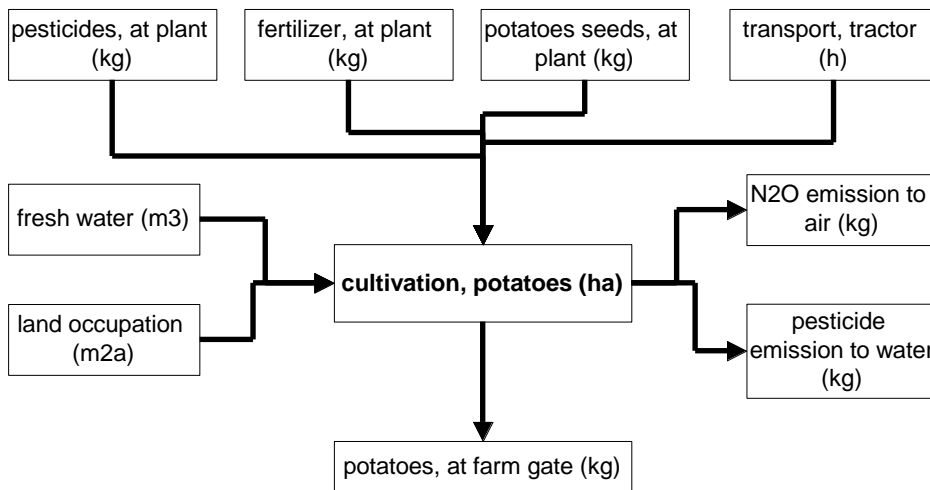 pesticides, at plant
(kg)
fertilizer, at plant
(kg)
potatoes seeds, at
plant (kg)
transport, tractor
(h)
fresh water (m3)
land occupation
(m2a)
cultivation, potatoes (ha)
N2O emission to
air (kg)
pesticide
emission to water
(kg)
potatoes, at farm gate (kg)